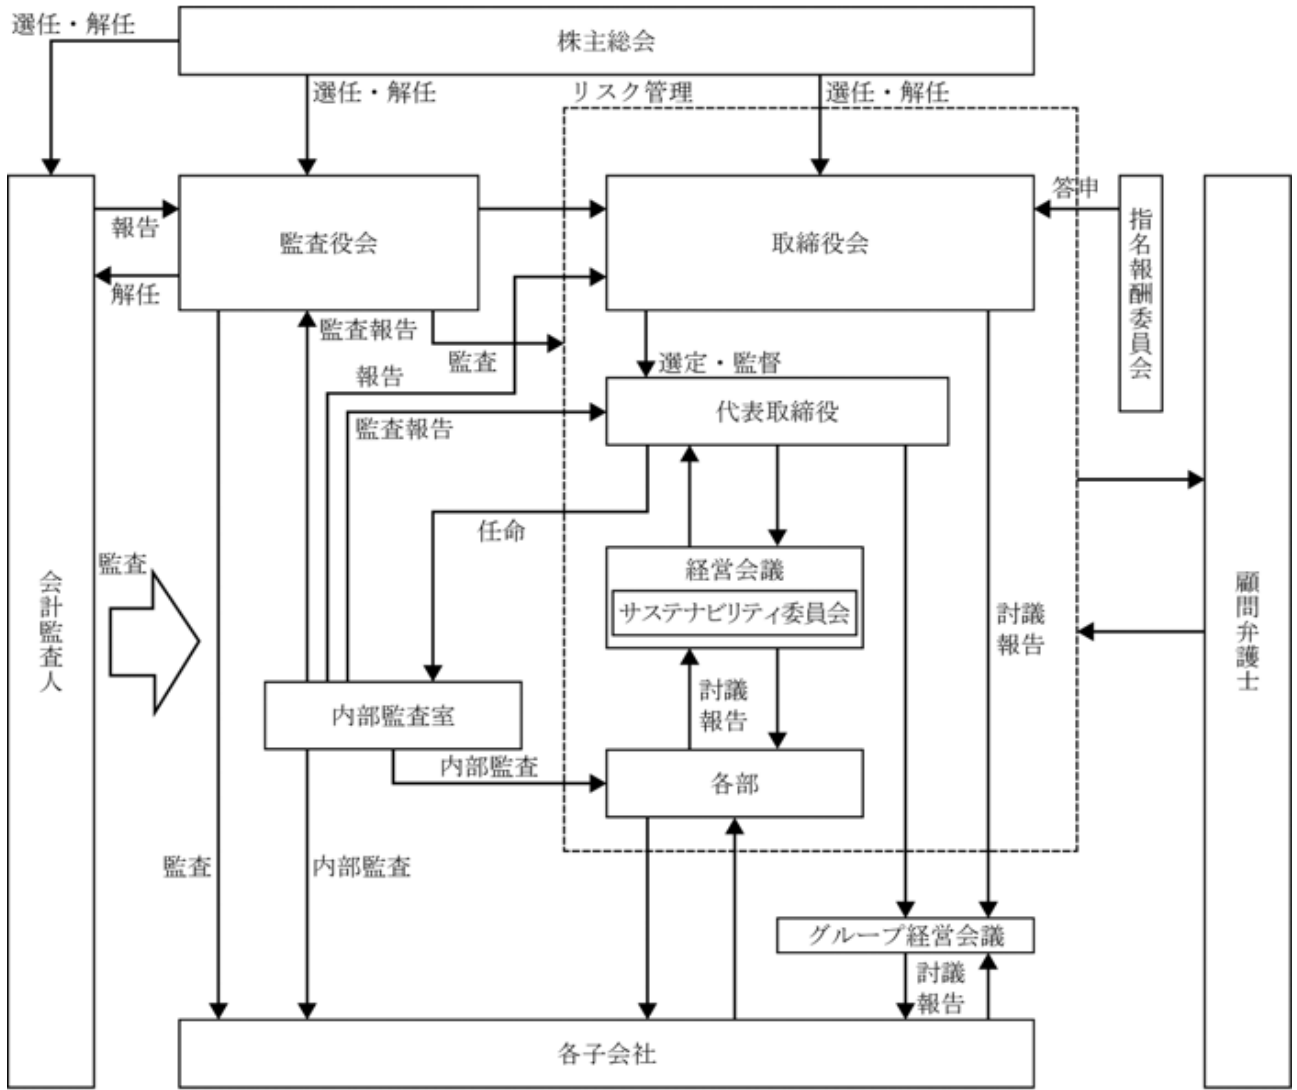 選任・解任
株主総会
選任・解任
リスク管理
選任・解任
報告
監査役会
取締役会
答申
指名報酬委員会
解任
監査報告
監査
報告
選定・監督
監査報告
代表取締役
任命
監査
経営会議
サステナビリティ委員会
会計監査人
顧問弁護士
討議
報告
内部監査室
討議
報告
内部監査
各部
監査
内部監査
グループ経営会議
討議
報告
各子会社